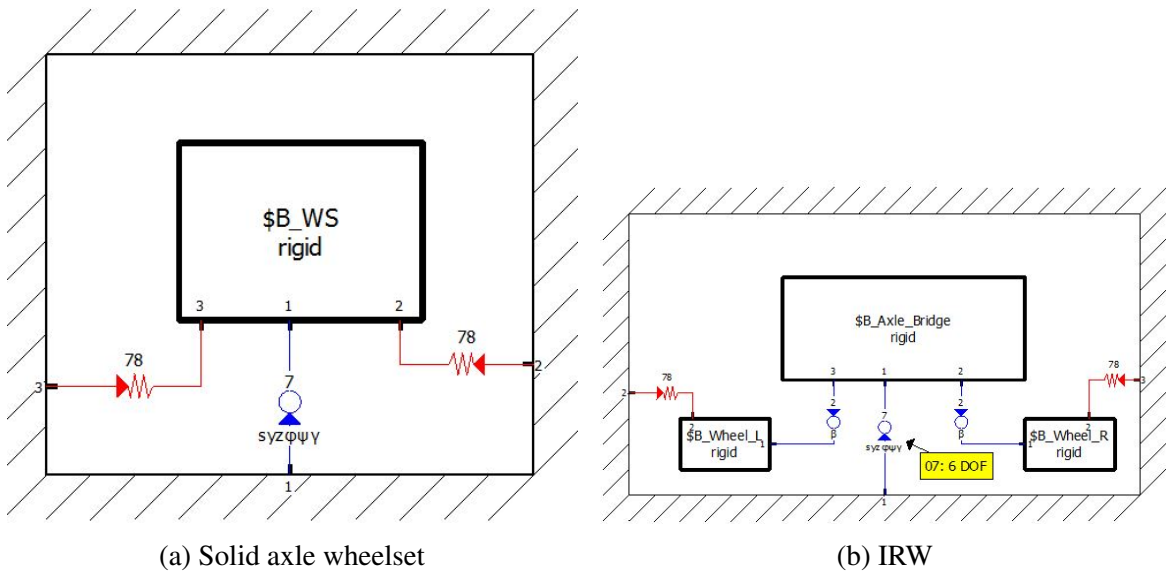 $B_WS
rigid
3
1
2
78
78
3
2
7
syzφψγ
1
(a) Solid axle wheelset
$B_Axle_Bridge
rigid
3
1
2
78
78
2
3
2
7
2
β
syzφψγ
β
2
$B_Wheel_L
rigid
1
2
$B_Wheel_R
rigid
1
07: 6 DOF
1
(b) IRW